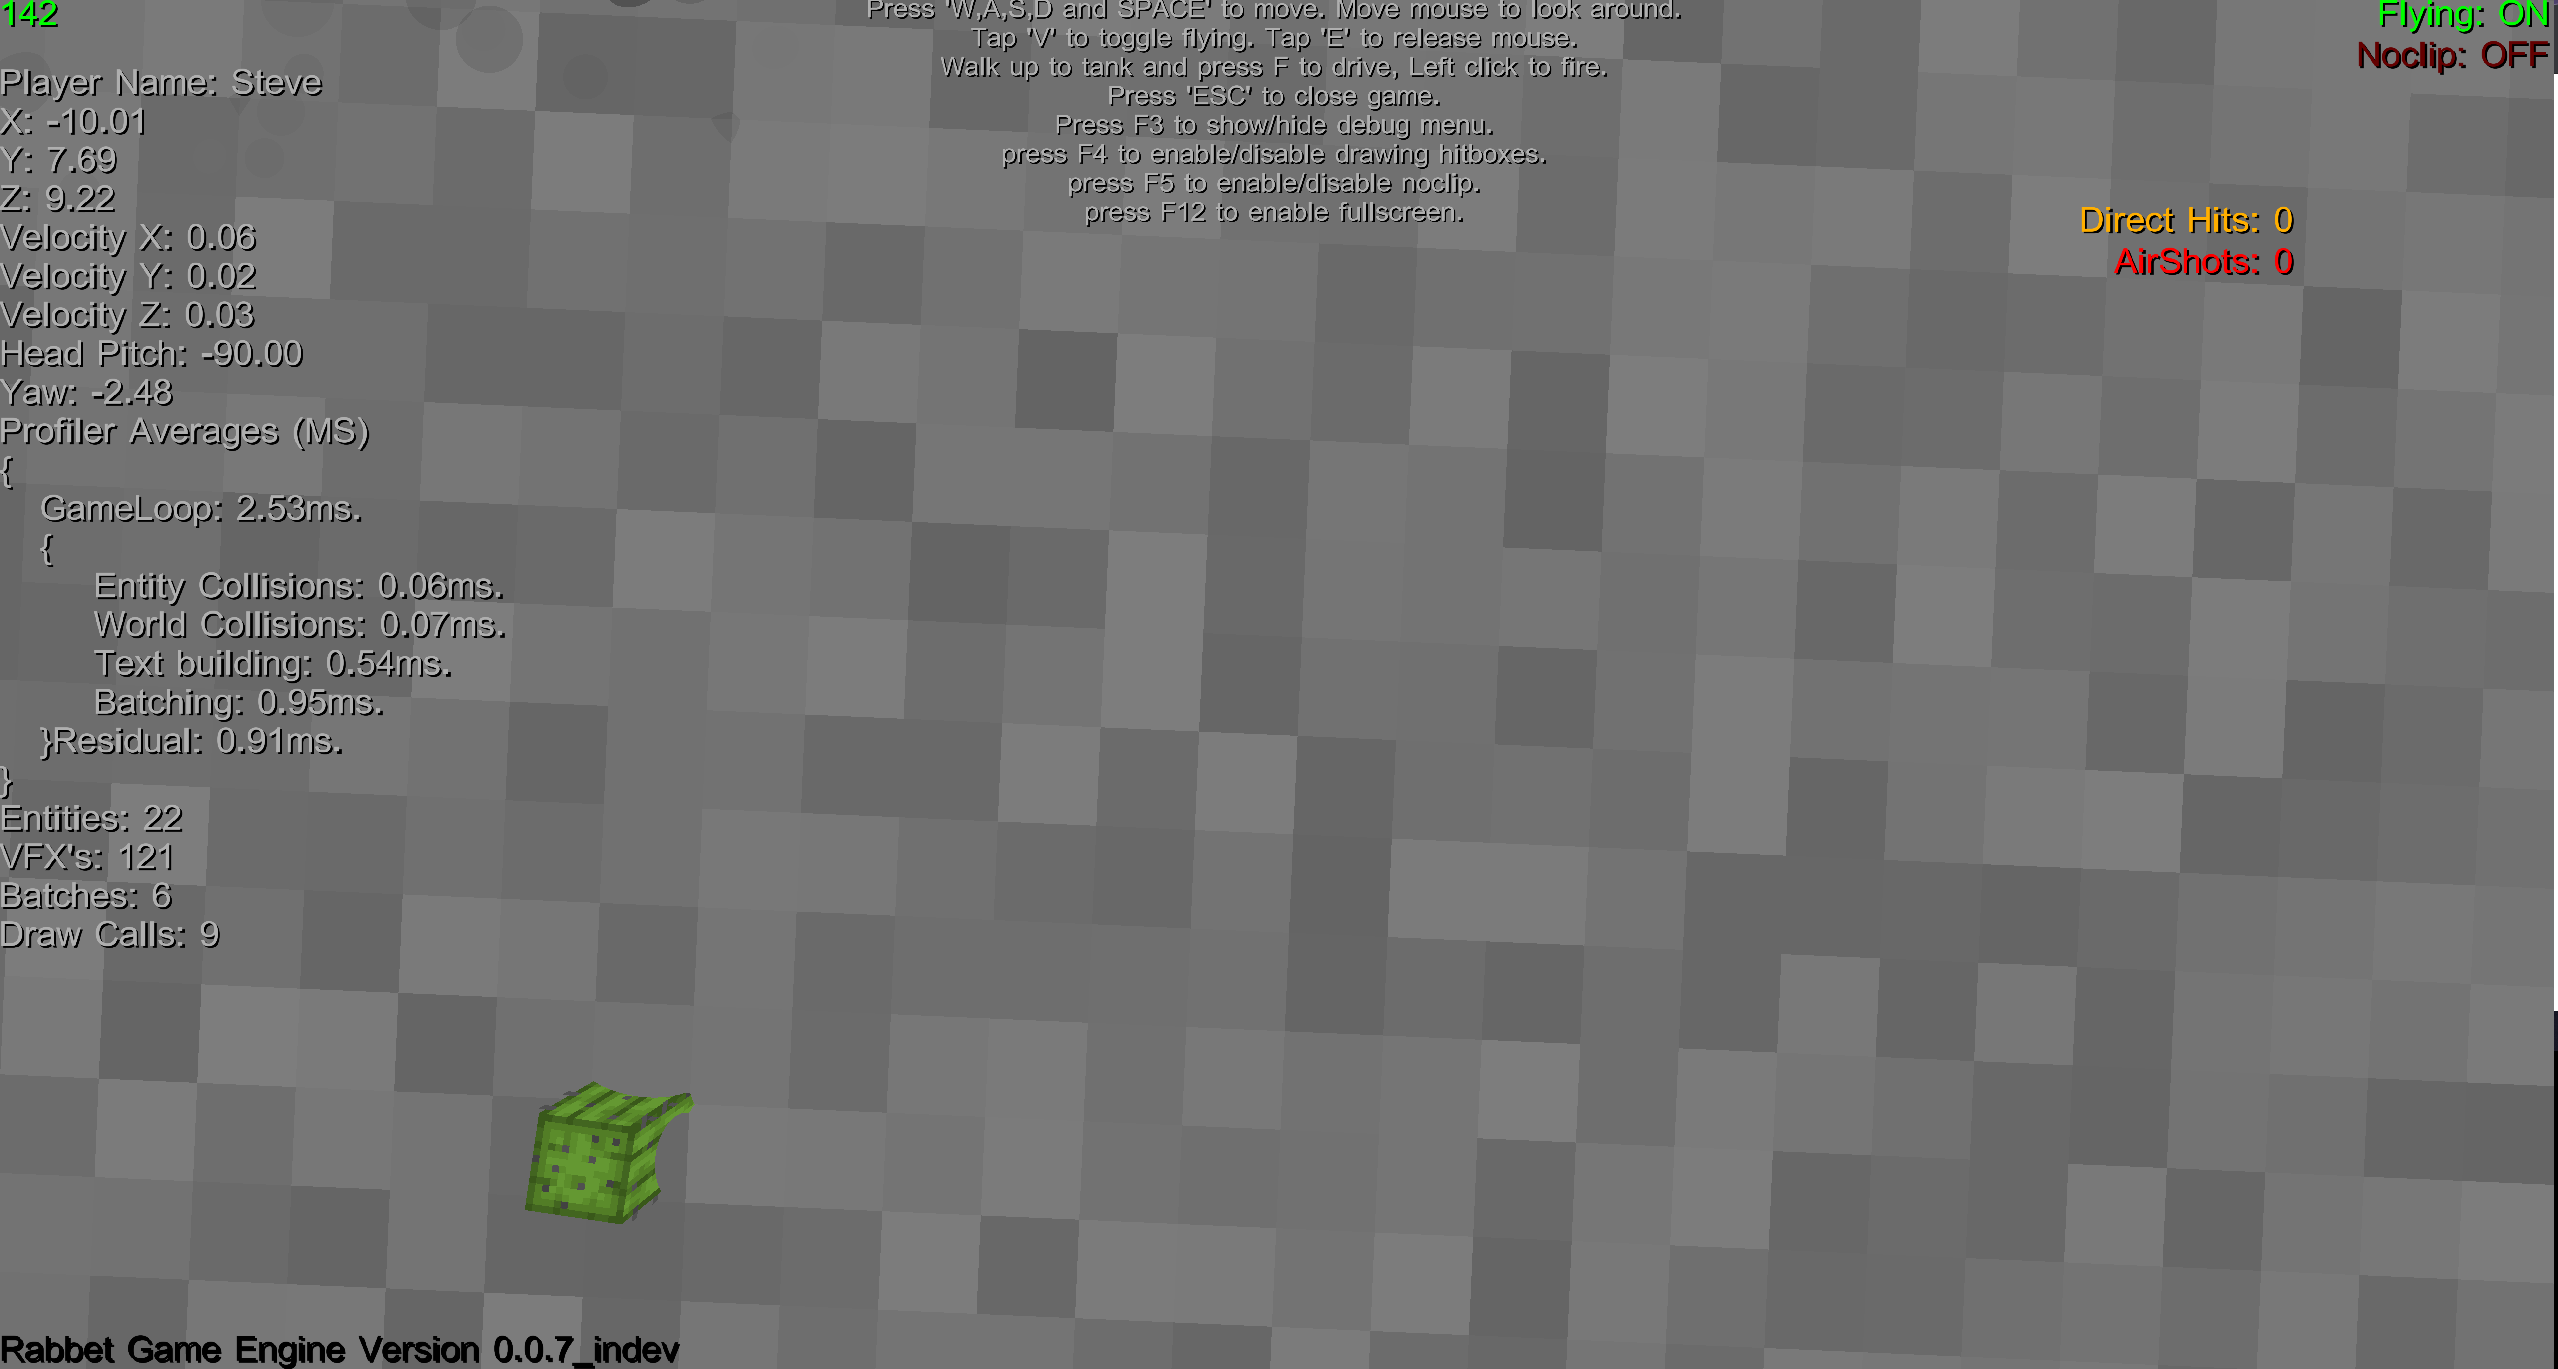 142
Press 'W,A,S,D and SPACE' to move. Move mouse to look around.
Tap 'V' to toggle flying. Tap 'E' to release mouse.
Walk up to tank and press F to drive, Left click to fire.
Press 'ESC' to close game.
Press F3 to show/hide debug menu.
press F4 to enable/disable drawing hitboxes.
press F5 to enable/disable noclip.
press F12 to enable fullscreen.
Flying: ON
Noclip: OFF
Direct Hits: 0
AirShots: 0
Player Name: Steve
X: -10.01
Y: 7.69
Z: 9.22
Velocity X: 0.06
Velocity Y: 0.02
Velocity Z: 0.03
Head Pitch: -90.00
Yaw: -2.48
Profiler Averages (MS)
{
GameLoop: 2.53ms.
{
Entity Collisions: 0.06ms.
World Collisions: 0.07ms.
Text building: 0.54ms.
Batching: 0.95ms.
}Residual: 0.91ms.
}
Entities: 22
VFX's: 121
Batches: 6
Draw Calls: 9
Rabbet Game Engine Version 0.0.7_indev